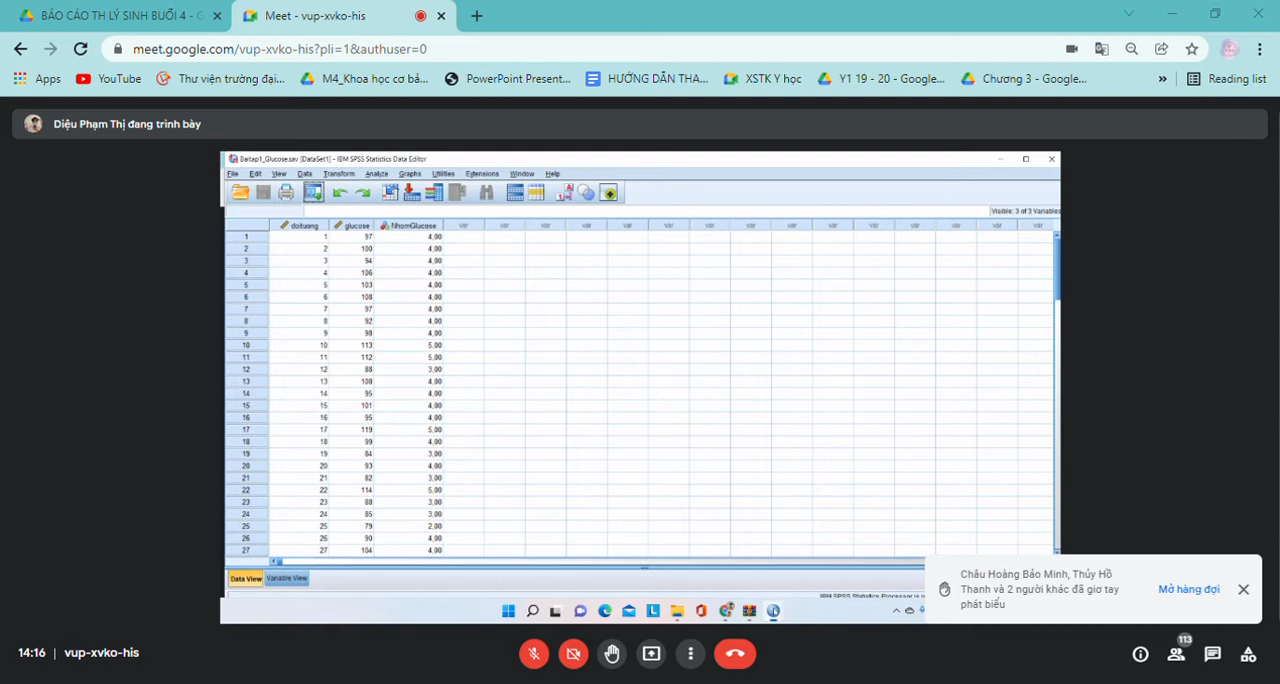 BÁO CÁO TH LÝ SINH BUỔI 4 - G
Meet - vup-xvko-his
meet.google.com/vup-xvko-his?pli=1&authuser=0
Apps YouTube Thư viện trường đại... M4_Khoa học cơ bả... PowerPoint Present... HƯỚNG DẪN THA... XSTK Y học Y1 19 - 20 - Google... Chương 3 - Google... » Reading list
Diệu Phạm Thị đang trình bày
Baitap1_Glucose.sav [DataSet1] - IBM SPSS Statistics Data Editor
File Edit View Data Transform Analyze Graphs Utilities Extensions Window Help
Visible: 3 of 3 Variables
doituong glucose NhomGlucose var var var var var var var var var var var var var var var
1 1 97 4,00
2 2 100 4,00
3 3 94 4,00
4 4 106 4,00
5 5 103 4,00
6 6 108 4,00
7 7 97 4,00
8 8 92 4,00
9 9 98 4,00
10 10 113 5,00
11 11 112 5,00
12 12 88 3,00
13 13 108 4,00
14 14 95 4,00
15 15 101 4,00
16 16 95 4,00
17 17 119 5,00
18 18 99 4,00
19 19 84 3,00
20 20 93 4,00
21 21 82 3,00
22 22 114 5,00
23 23 88 3,00
24 24 85 3,00
25 25 79 2,00
26 26 90 4,00
27 27 104 4,00
Data View Variable View
Châu Hoàng Bảo Minh, Thúy Hồ
Thanh và 2 người khác đã giơ tay
phát biểu
Mở hàng đợi
14:16 | vup-xvko-his
113